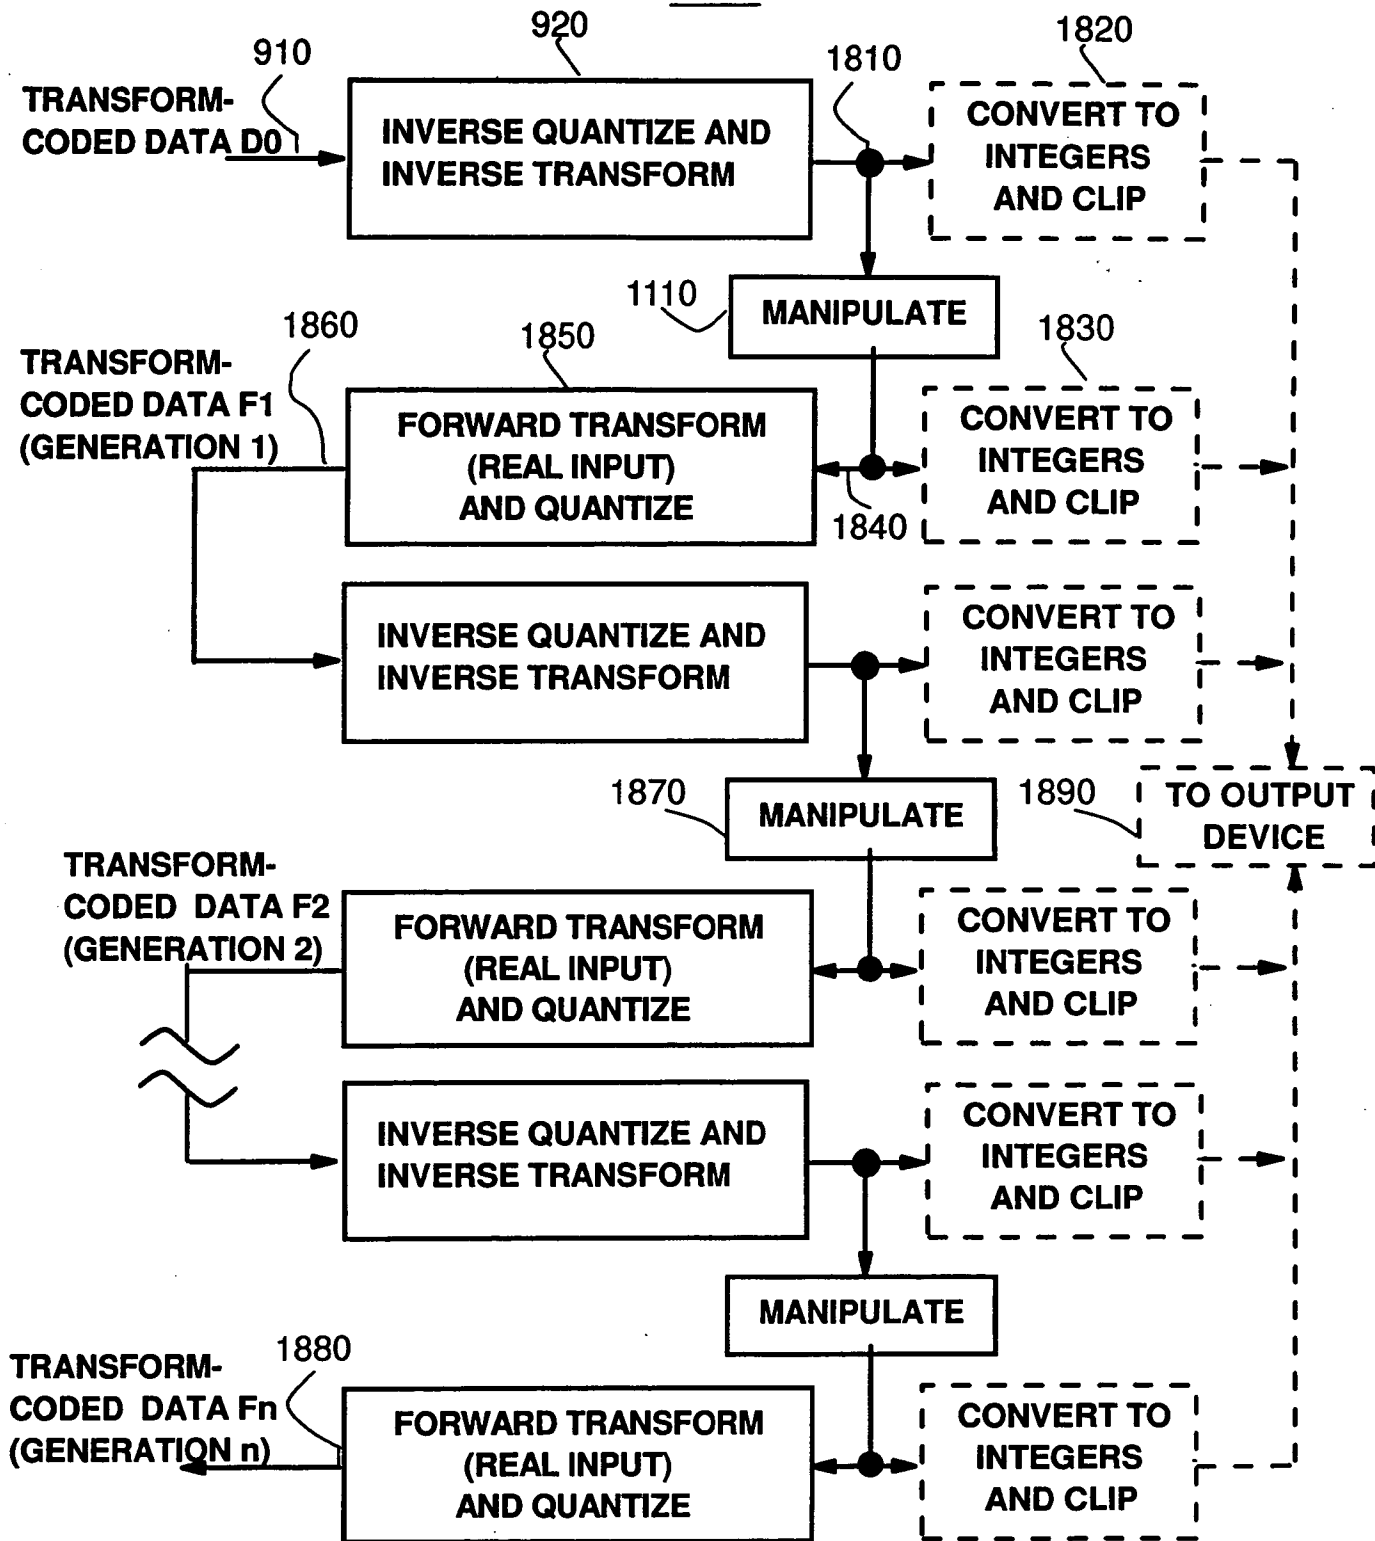 920
1820
910
1810
TRANSFORM-
CODED DATA D0
INVERSE QUANTIZE AND
INVERSE TRANSFORM
CONVERT TO
INTEGERS
AND CLIP
1110
MANIPULATE
1860
1850
1830
TRANSFORM-
CODED DATA F1
(GENERATION 1)
FORWARD TRANSFORM
(REAL INPUT)
AND QUANTIZE
1840
CONVERT TO
INTEGERS
AND CLIP
INVERSE QUANTIZE AND
INVERSE TRANSFORM
CONVERT TO
INTEGERS
AND CLIP
1870
MANIPULATE
1890
TO OUTPUT
DEVICE
TRANSFORM-
CODED DATA F2
(GENERATION 2)
FORWARD TRANSFORM
(REAL INPUT)
AND QUANTIZE
CONVERT TO
INTEGERS
AND CLIP
INVERSE QUANTIZE AND
INVERSE TRANSFORM
CONVERT TO
INTEGERS
AND CLIP
MANIPULATE
1880
TRANSFORM-
CODED DATA Fn
(GENERATION n)
FORWARD TRANSFORM
(REAL INPUT)
AND QUANTIZE
CONVERT TO
INTEGERS
AND CLIP